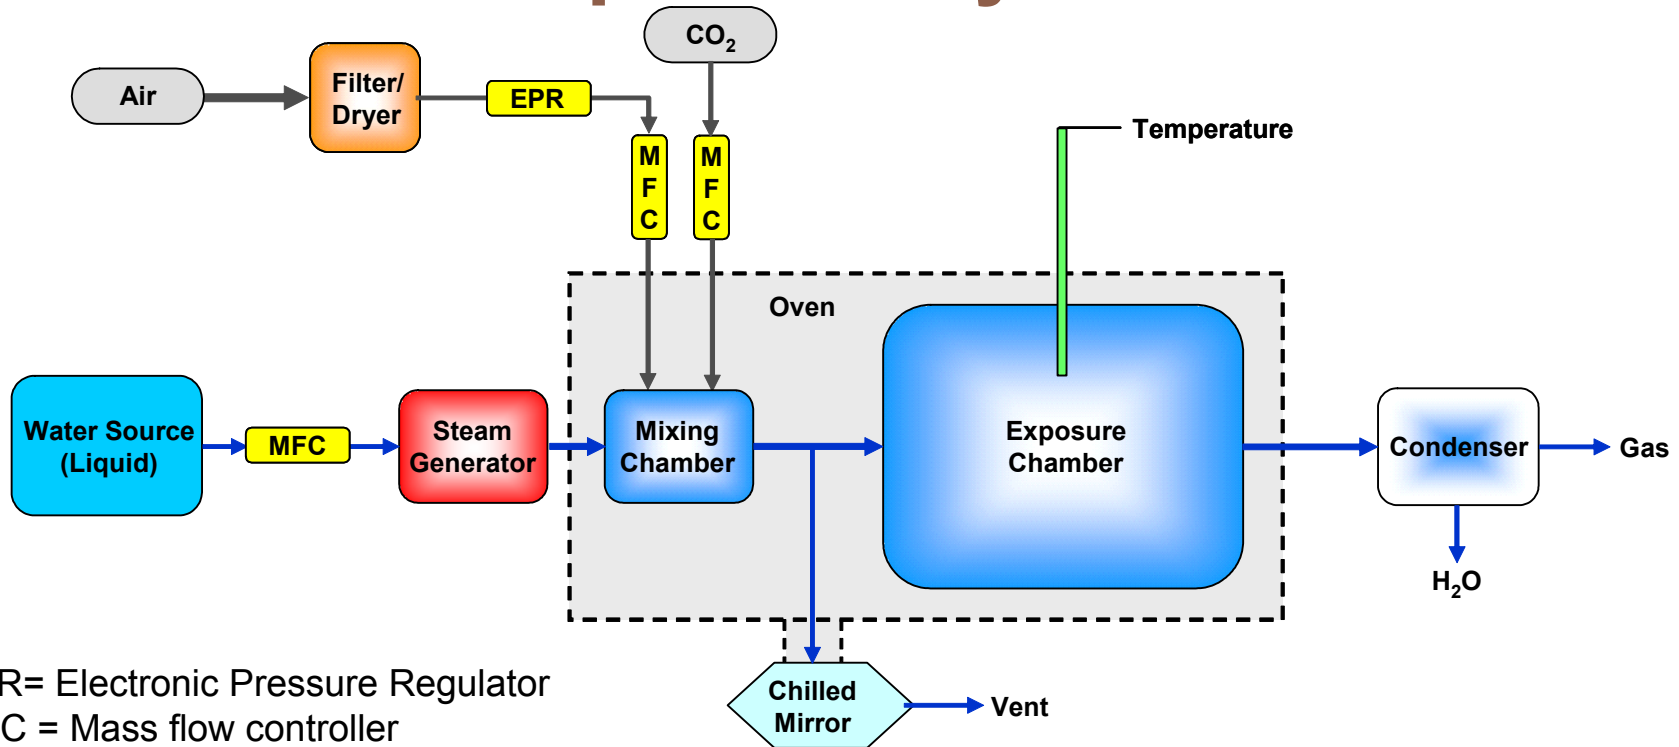 CO2
Air
Filter/
Dryer
EPR
M
F
C
M
F
C
Temperature
Oven
Water Source
(Liquid)
MFC
Steam
Generator
Mixing
Chamber
Exposure
Chamber
Condenser
Gas
H2O
Chilled
Mirror
Vent
R= Electronic Pressure Regulator
C = Mass flow controller